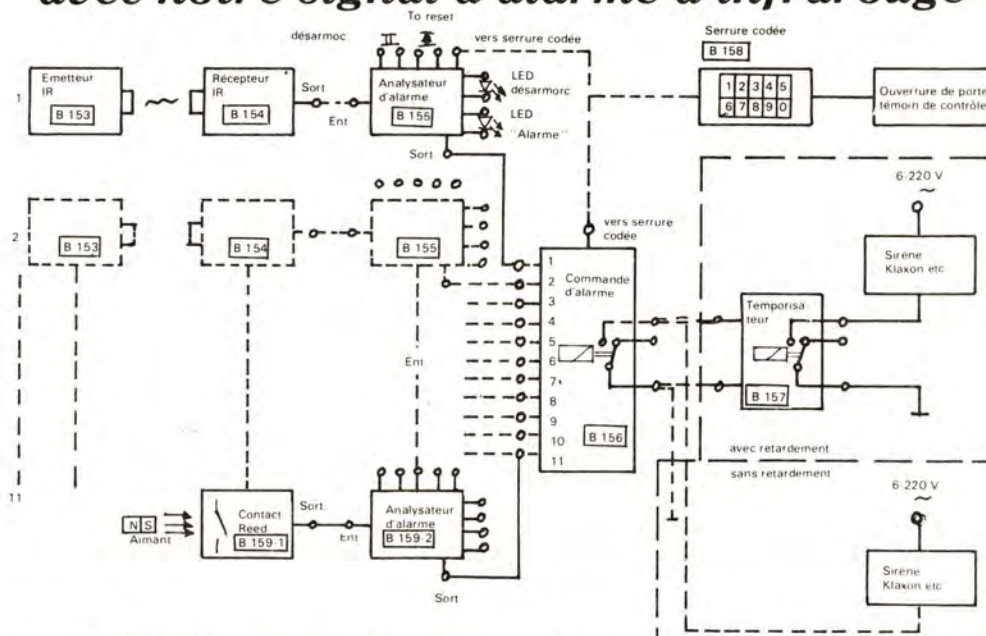 avec notre signal d'alarme à infrarouge
To reset
désarmoc
vers serrure codée
Serrure codée
B 158
1 2 3 4 5
6 7 8 9 0
Ouverture de porte
témoin de contrôle
1
Emetteur
IR
B 153
Récepteur
IR
B 154
Sort
Ent
Analysateur
d'alarme
B 155
LED
désarmorc
LED
"Alarme"
Sort
2
B 153
B 154
B 155
Ent
vers serrure
codée
1
2
3
4
5
6
7
8
9
10
11
Commande
d'alarme
B 156
6-220 V
~
Sirène
Klaxon etc
Temporisa-
teur
B 157
avec retardement
sans retardement
6-220 V
~
Sirène
Klaxon etc
11
N S
Aimant
Contact
Reed
B 159-1
Sort.
Ent
Analysateur
d'alarme
B 159-2
Sort